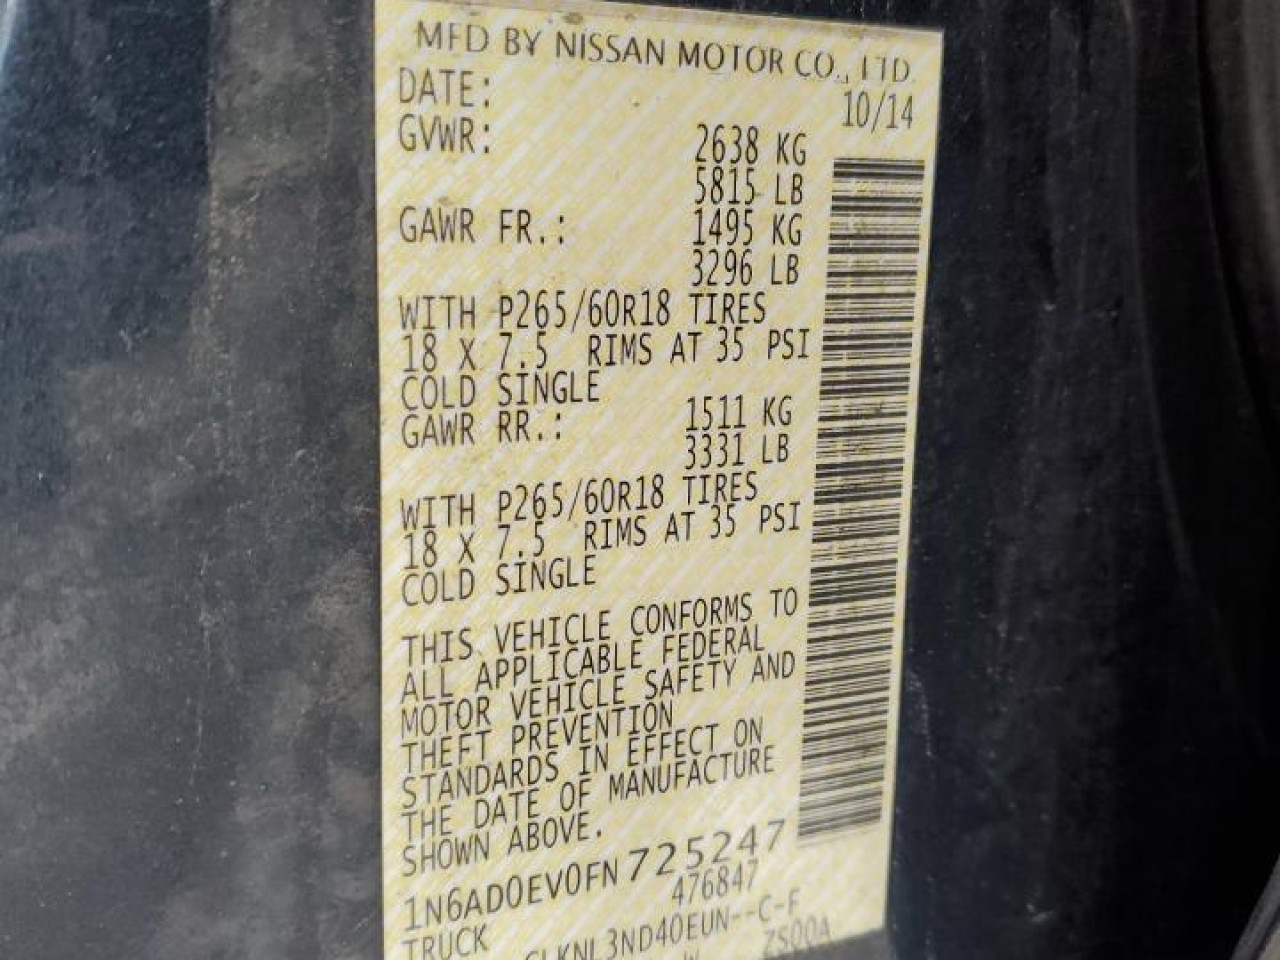 MFD BY NISSAN MOTOR CO., LTD.
DATE: 10/14
GVWR: 2638 KG
5815 LB
GAWR FR.: 1495 KG
3296 LB
WITH P265/60R18 TIRES
18 X 7.5 RIMS AT 35 PSI
COLD SINGLE
GAWR RR.: 1511 KG
3331 LB
WITH P265/60R18 TIRES
18 X 7.5 RIMS AT 35 PSI
COLD SINGLE
THIS VEHICLE CONFORMS TO
ALL APPLICABLE FEDERAL
MOTOR VEHICLE SAFETY AND
THEFT PREVENTION
STANDARDS IN EFFECT ON
THE DATE OF MANUFACTURE
SHOWN ABOVE.
1N6AD0EV0FN725247
476847
TRUCK
CLKNL3ND40EUN--C-F
W ZS00A